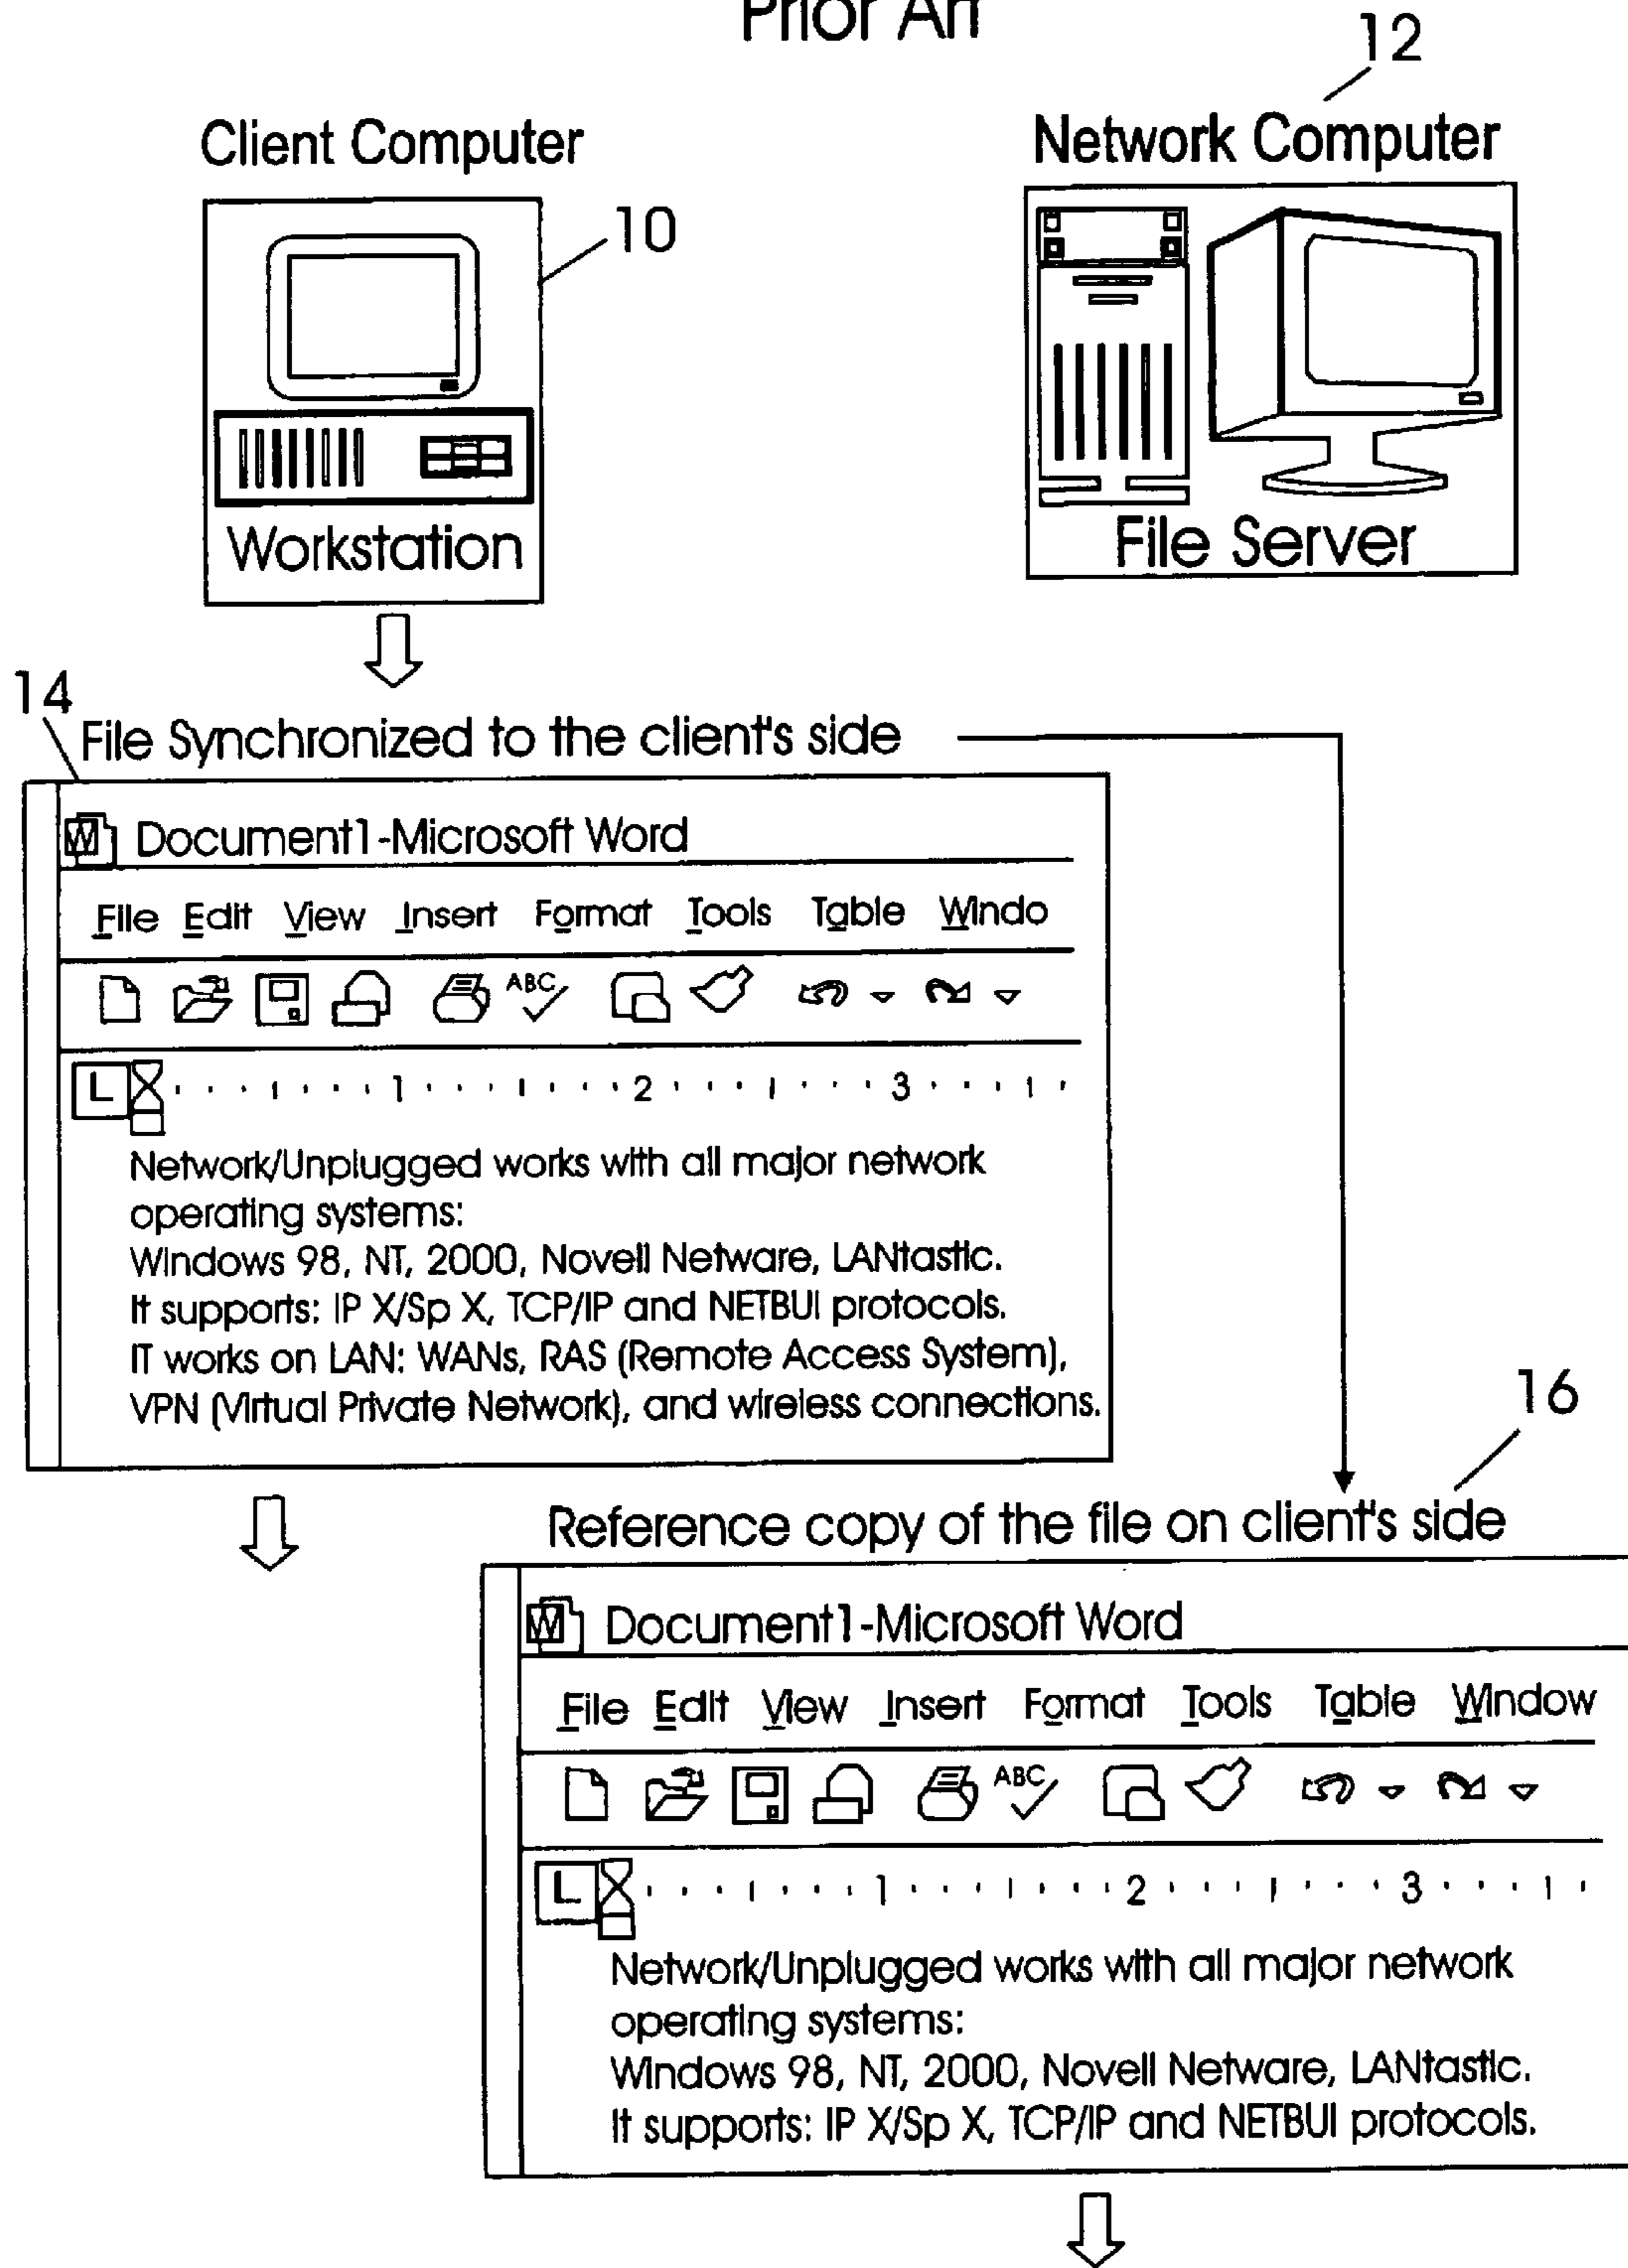 Prior Art
12
Client Computer
Network Computer
10
Workstation
File Server
14
File Synchronized to the client's side
Document1-Microsoft Word
File Edit View Insert Format Tools Table Windo
ABC
L 1 2 3
Network/Unplugged works with all major network
operating systems:
Windows 98, NT, 2000, Novell Netware, LANtastic.
It supports: IP X/Sp X, TCP/IP and NETBUI protocols.
IT works on LAN: WANs, RAS (Remote Access System),
VPN (Virtual Private Network), and wireless connections.
16
Reference copy of the file on client's side
Document1-Microsoft Word
File Edit View Insert Format Tools Table Window
ABC
L 1 2 3
Network/Unplugged works with all major network
operating systems:
Windows 98, NT, 2000, Novell Netware, LANtastic.
It supports: IP X/Sp X, TCP/IP and NETBUI protocols.